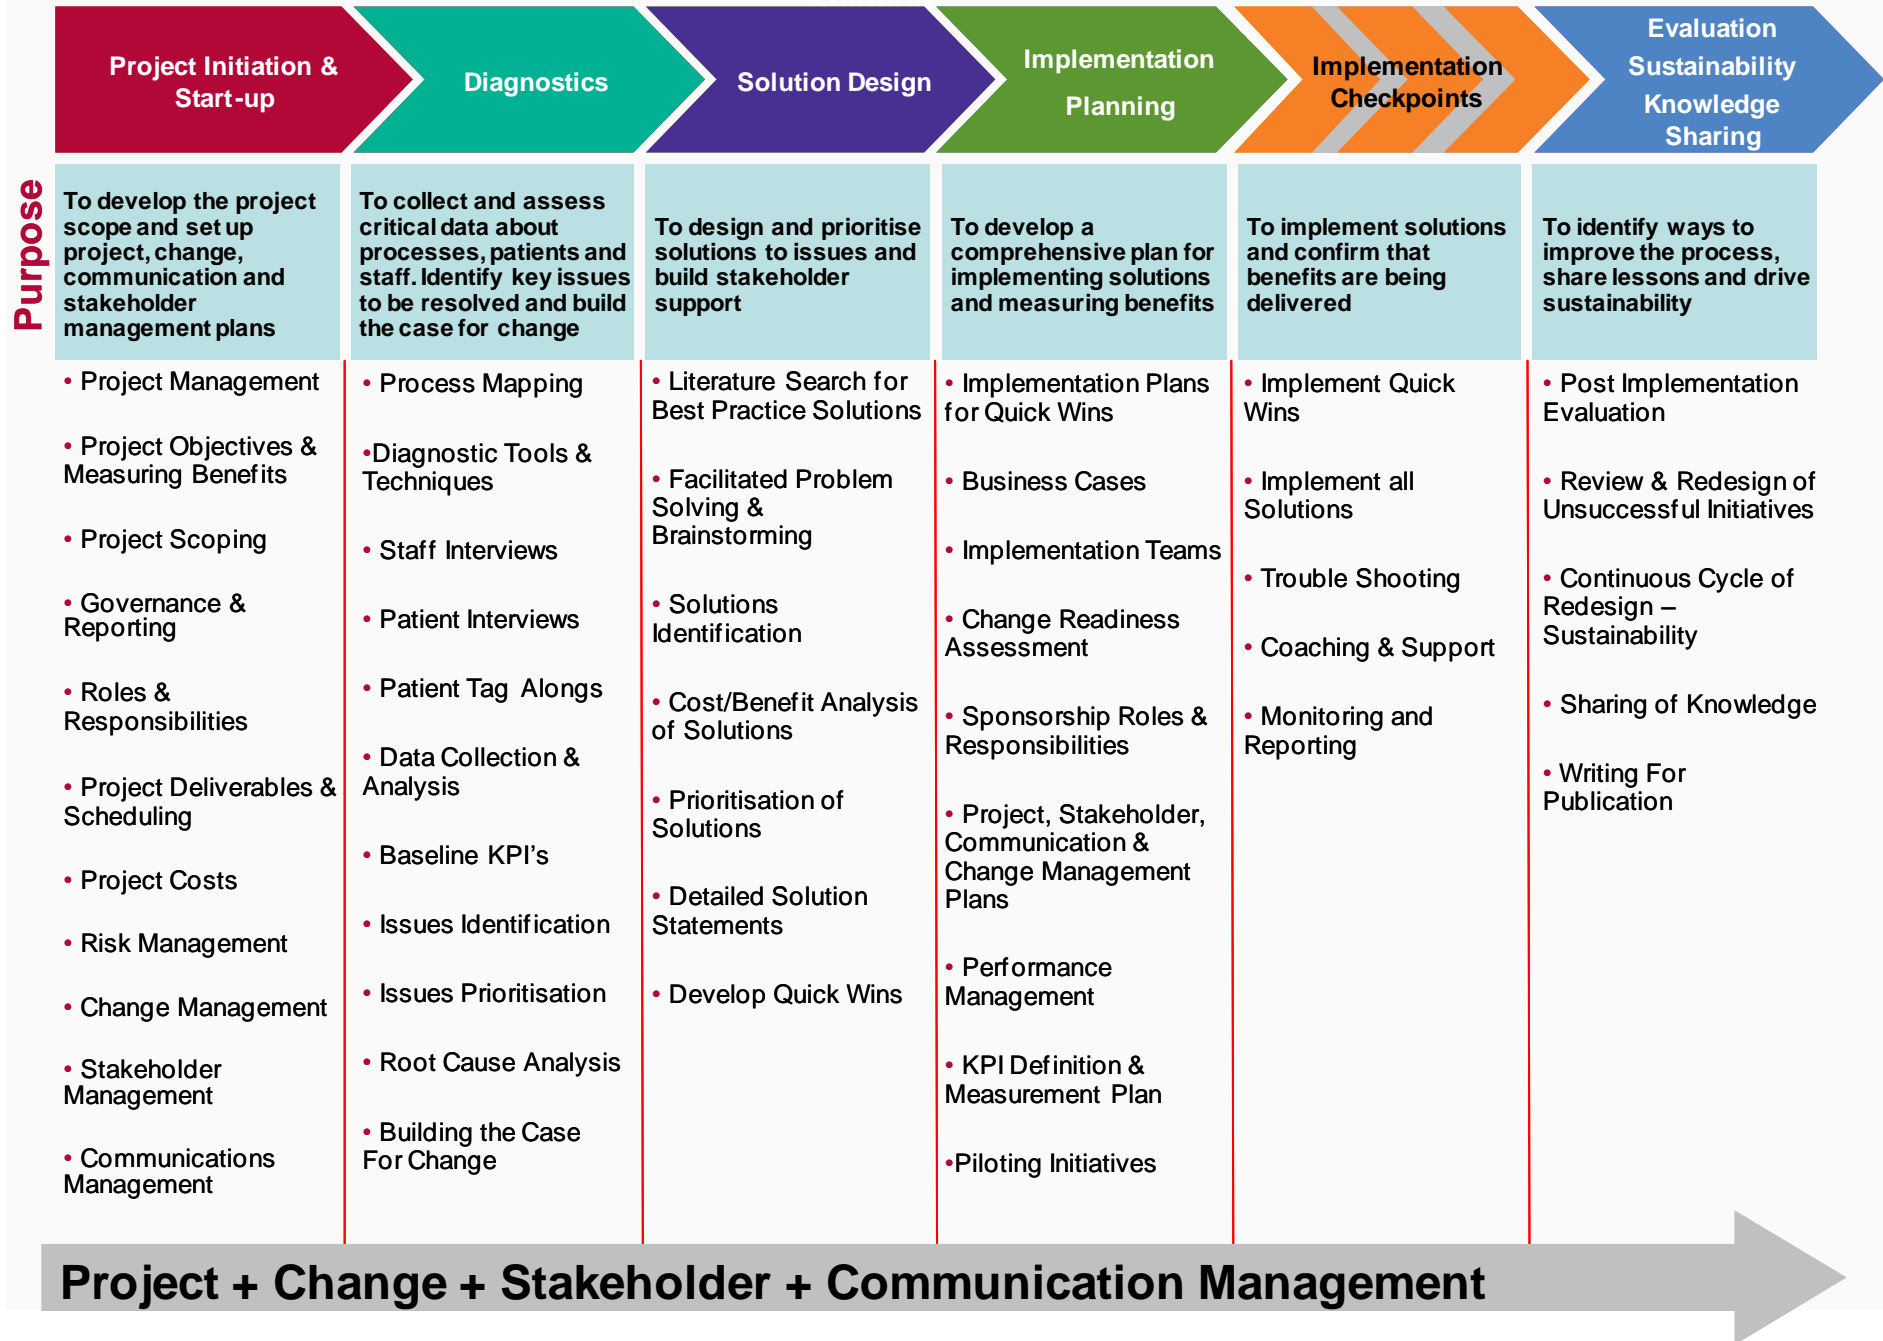 Project Initiation &
Start-up
Diagnostics
Solution Design
Implementation
Planning
Implementation
Checkpoints
Evaluation
Sustainability
Knowledge
Sharing
Purpose
To develop the project
scope and set up
project, change,
communication and
stakeholder
management plans
To collect and assess
critical data about
processes, patients and
staff. Identify key issues
to be resolved and build
the case for change
To design and prioritise
solutions to issues and
build stakeholder
support
To develop a
comprehensive plan for
implementing solutions
and measuring benefits
To implement solutions
and confirm that
benefits are being
delivered
To identify ways to
improve the process,
share lessons and drive
sustainability
• Project Management
• Project Objectives &
Measuring Benefits
• Project Scoping
• Governance &
Reporting
• Roles &
Responsibilities
• Project Deliverables &
Scheduling
• Project Costs
• Risk Management
• Change Management
• Stakeholder
Management
• Communications
Management
• Process Mapping
•Diagnostic Tools &
Techniques
• Staff Interviews
• Patient Interviews
• Patient Tag Alongs
• Data Collection &
Analysis
• Baseline KPI’s
• Issues Identification
• Issues Prioritisation
• Root Cause Analysis
• Building the Case
For Change
• Literature Search for
Best Practice Solutions
• Facilitated Problem
Solving &
Brainstorming
• Solutions
Identification
• Cost/Benefit Analysis
of Solutions
• Prioritisation of
Solutions
• Detailed Solution
Statements
• Develop Quick Wins
• Implementation Plans
for Quick Wins
• Business Cases
• Implementation Teams
• Change Readiness
Assessment
• Sponsorship Roles &
Responsibilities
• Project, Stakeholder,
Communication &
Change Management
Plans
• Performance
Management
• KPI Definition &
Measurement Plan
•Piloting Initiatives
• Implement Quick
Wins
• Implement all
Solutions
• Trouble Shooting
• Coaching & Support
• Monitoring and
Reporting
• Post Implementation
Evaluation
• Review & Redesign of
Unsuccessful Initiatives
• Continuous Cycle of
Redesign –
Sustainability
• Sharing of Knowledge
• Writing For
Publication
Project + Change + Stakeholder + Communication Management